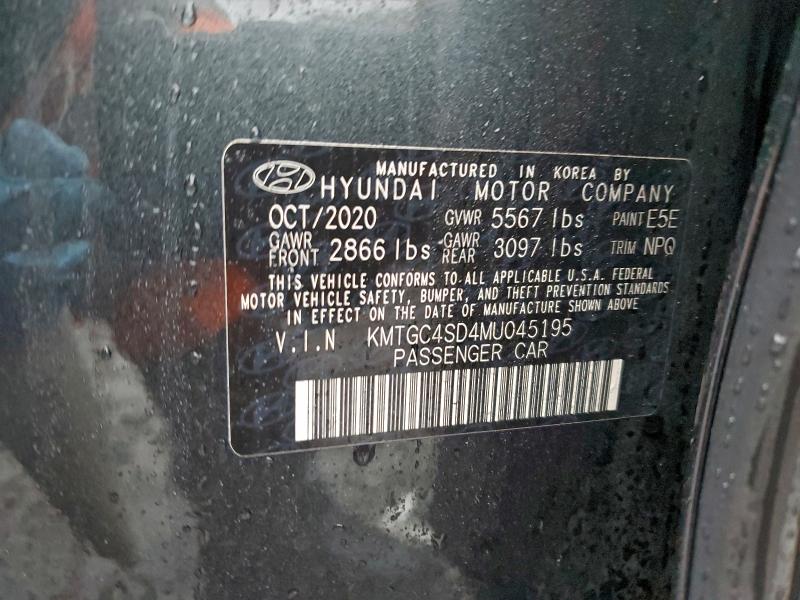 MANUFACTURED IN KOREA BY
HYUNDAI MOTOR COMPANY
OCT/2020 GVWR 5567 lbs PAINT E5E
GAWR FRONT 2866 lbs GAWR REAR 3097 lbs TRIM NPQ
THIS VEHICLE CONFORMS TO ALL APPLICABLE U.S.A. FEDERAL
MOTOR VEHICLE SAFETY, BUMPER, AND THEFT PREVENTION STANDARDS
IN EFFECT ON THE DATE OF MANUFACTURE SHOWN ABOVE
V.I.N KMTGC4SD4MU045195
PASSENGER CAR